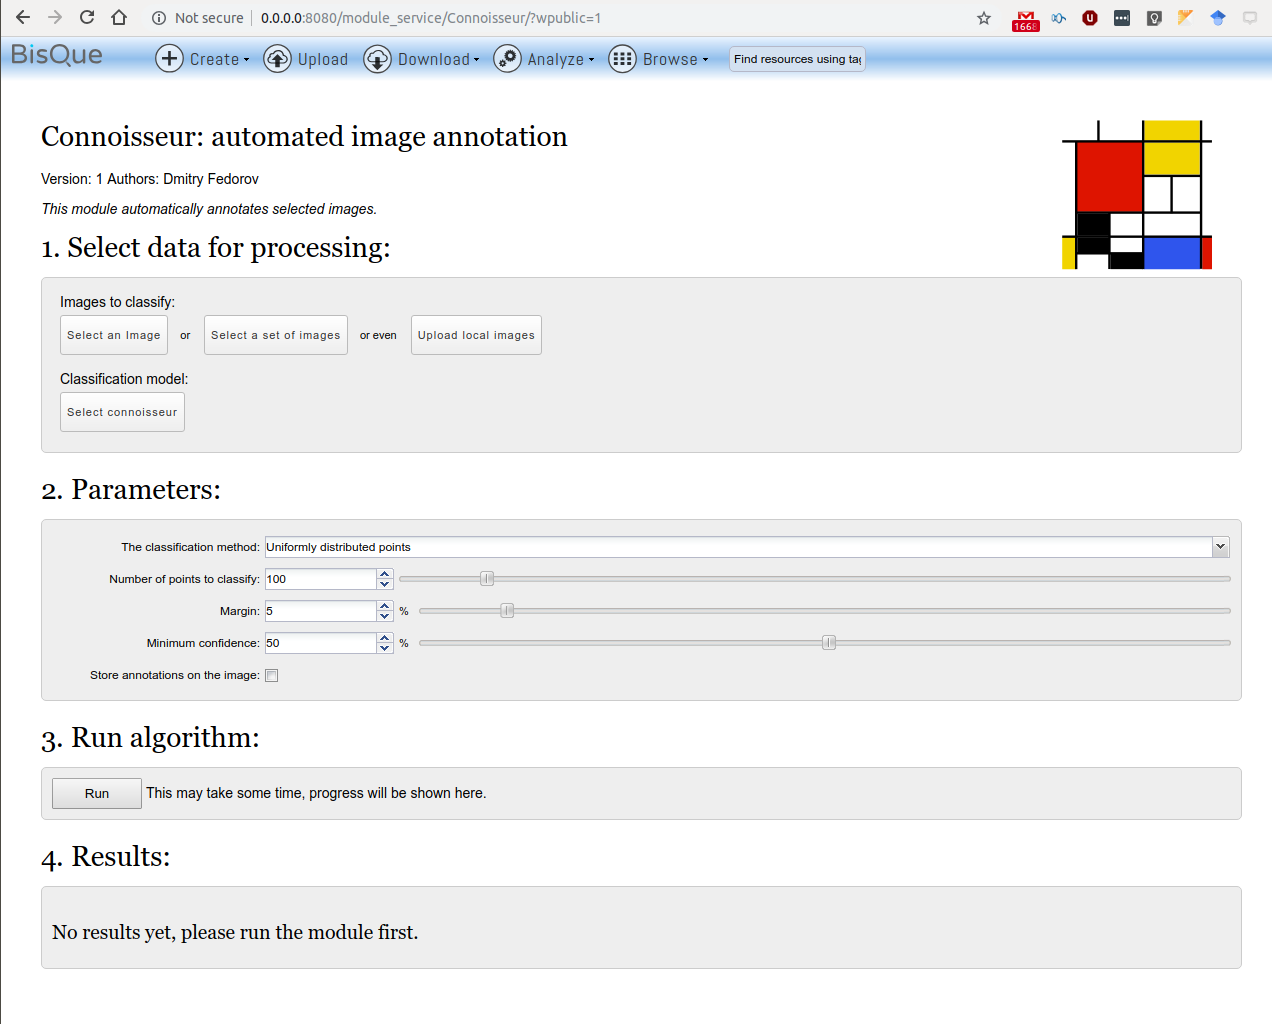 Not secure | 0.0.0.0:8080/module_service/Connoisseur/?wpublic=1
1668
BisQue Create Upload Download Analyze Browse Find resources using tag
Connoisseur: automated image annotation
Version: 1 Authors: Dmitry Fedorov
This module automatically annotates selected images.
1. Select data for processing:
Images to classify:
Select an Image or Select a set of images or even Upload local images
Classification model:
Select connoisseur
2. Parameters:
The classification method: Uniformly distributed points
Number of points to classify: 100
Margin: 5 %
Minimum confidence: 50 %
Store annotations on the image:
3. Run algorithm:
Run This may take some time, progress will be shown here.
4. Results:
No results yet, please run the module first.